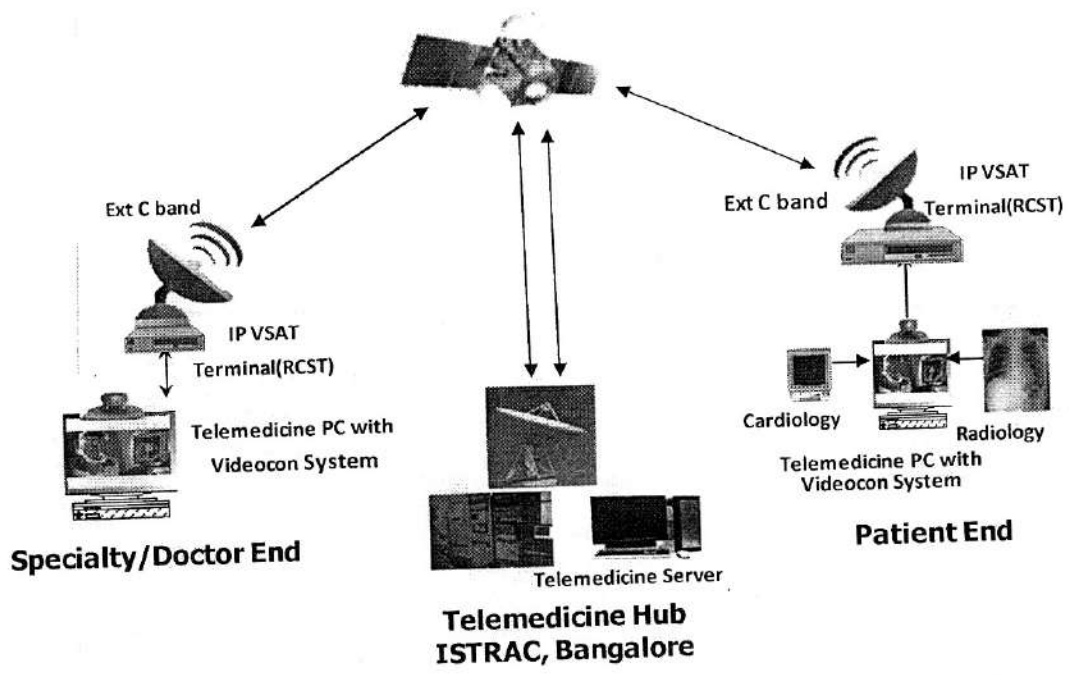 Ext C band
IP VSAT
Terminal(RCST)
Telemedicine PC with
Videocon System
Specialty/Doctor End
Telemedicine Server
Telemedicine Hub
ISTRAC, Bangalore
Ext C band
IP VSAT
Terminal(RCST)
Cardiology
Radiology
Telemedicine PC with
Videocon System
Patient End